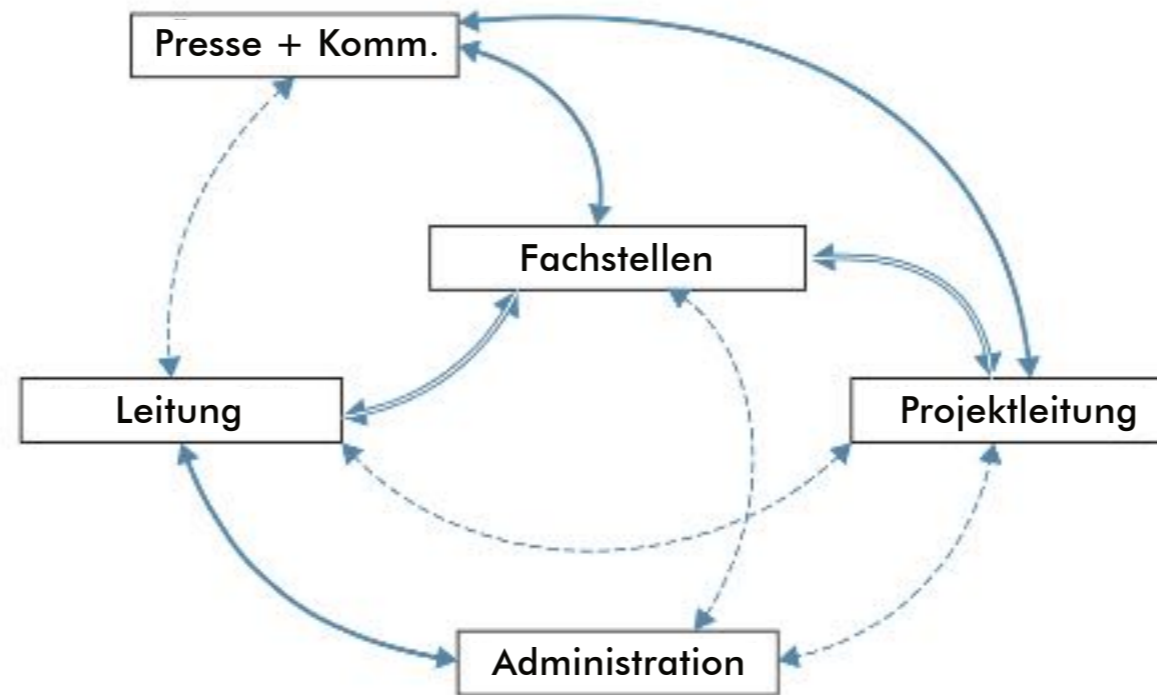 Presse + Komm.
Fachstellen
Leitung
Projektleitung
Administration